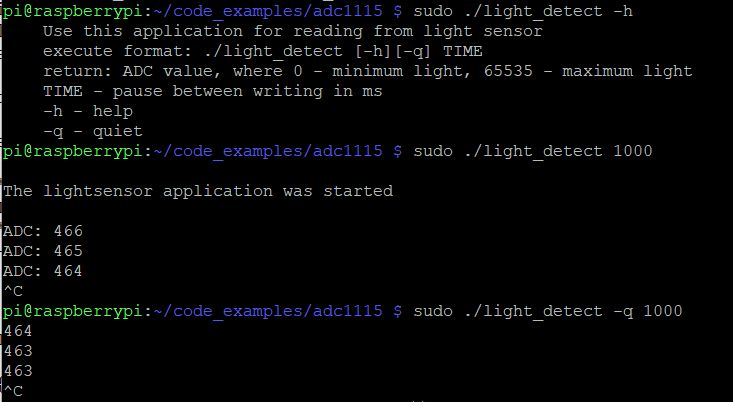 pi@raspberrypi:~/code_examples/adc1115 $ sudo ./light_detect -h
Use this application for reading from light sensor
execute format: ./light_detect [-h][-q] TIME
return: ADC value, where 0 - minimum light, 65535 - maximum light
TIME - pause between writing in ms
-h - help
-q - quiet
pi@raspberrypi:~/code_examples/adc1115 $ sudo ./light_detect 1000
The lightsensor application was started
ADC: 466
ADC: 465
ADC: 464
^C
pi@raspberrypi:~/code_examples/adc1115 $ sudo ./light_detect -q 1000
464
463
463
^C